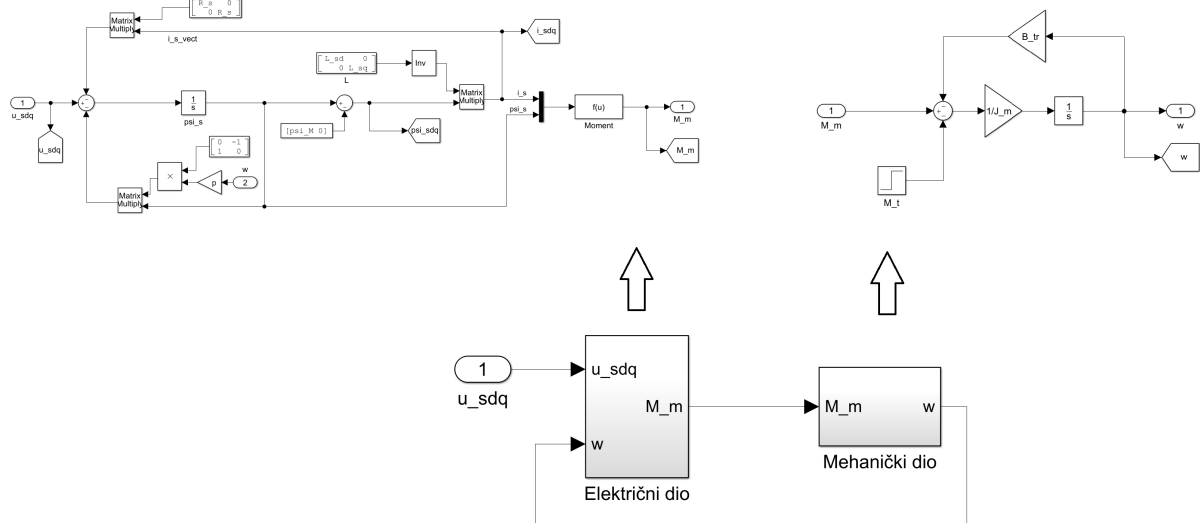 R_s 0
0 R_s
Matrix
Multiply
i_s_vect
i_sdq
L_sd 0
0 L_sq
L
Inv
Matrix
Multiply
i_s
psi_s
1
u_sdq
u_sdq
1
s
psi_s
[psi_M 0]
psi_sdq
f(u)
Moment
1
M_m
M_m
0 -1
1 0
w
2
p
×
Matrix
Multiply
B_tr
1
M_m
1/J_m
1
s
1
w
w
M_t
1
u_sdq
u_sdq
w
M_m
Električni dio
M_m
w
Mehanički dio